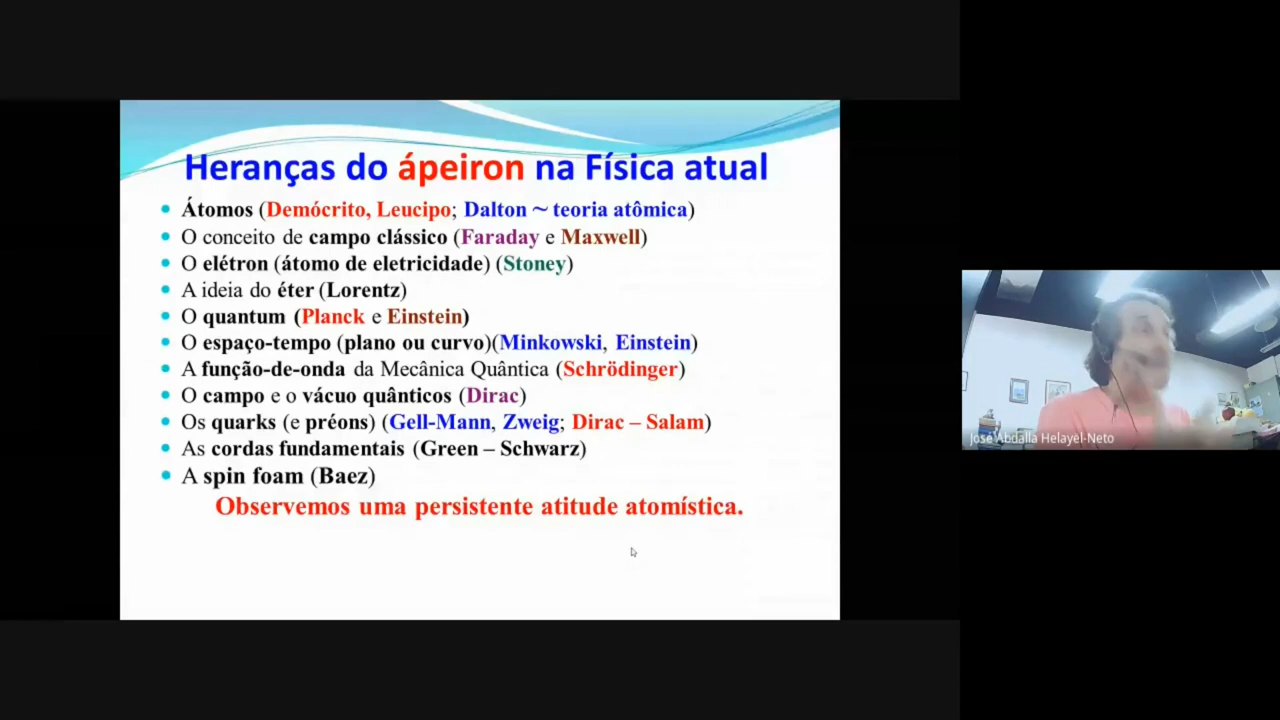 Heranças do ápeiron na Física atual
Átomos (Demócrito, Leucipo; Dalton ~ teoria atômica)
O conceito de campo clássico (Faraday e Maxwell)
O elétron (átomo de eletricidade) (Stoney)
A ideia do éter (Lorentz)
O quantum (Planck e Einstein)
O espaço-tempo (plano ou curvo)(Minkowski, Einstein)
A função-de-onda da Mecânica Quântica (Schrödinger)
O campo e o vácuo quânticos (Dirac)
Os quarks (e préons) (Gell-Mann, Zweig; Dirac – Salam)
As cordas fundamentais (Green – Schwarz)
A spin foam (Baez)
Observemos uma persistente atitude atomística.
José Abdalla Helayël-Neto